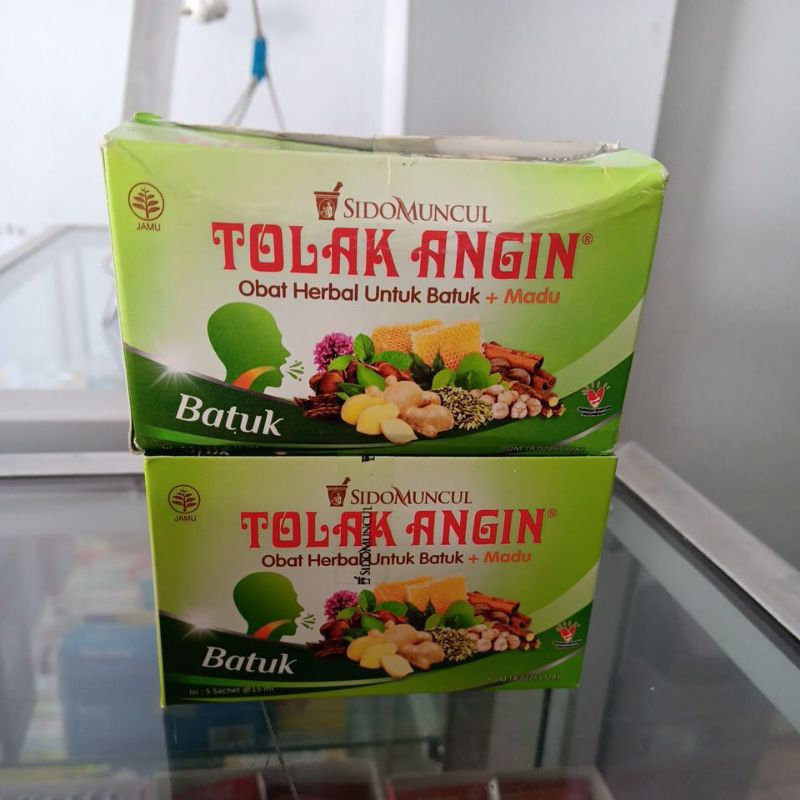 JAMU
SIDOMUNCUL
TOLAK ANGIN®
Obat Herbal Untuk Batuk + Madu
Batuk
JAMU
SIDOMUNCUL
TOLAK ANGIN®
Obat Herbal Untuk Batuk + Madu
SIDOMUNCUL
Batuk
Isi : 5 Sachet @15 ml